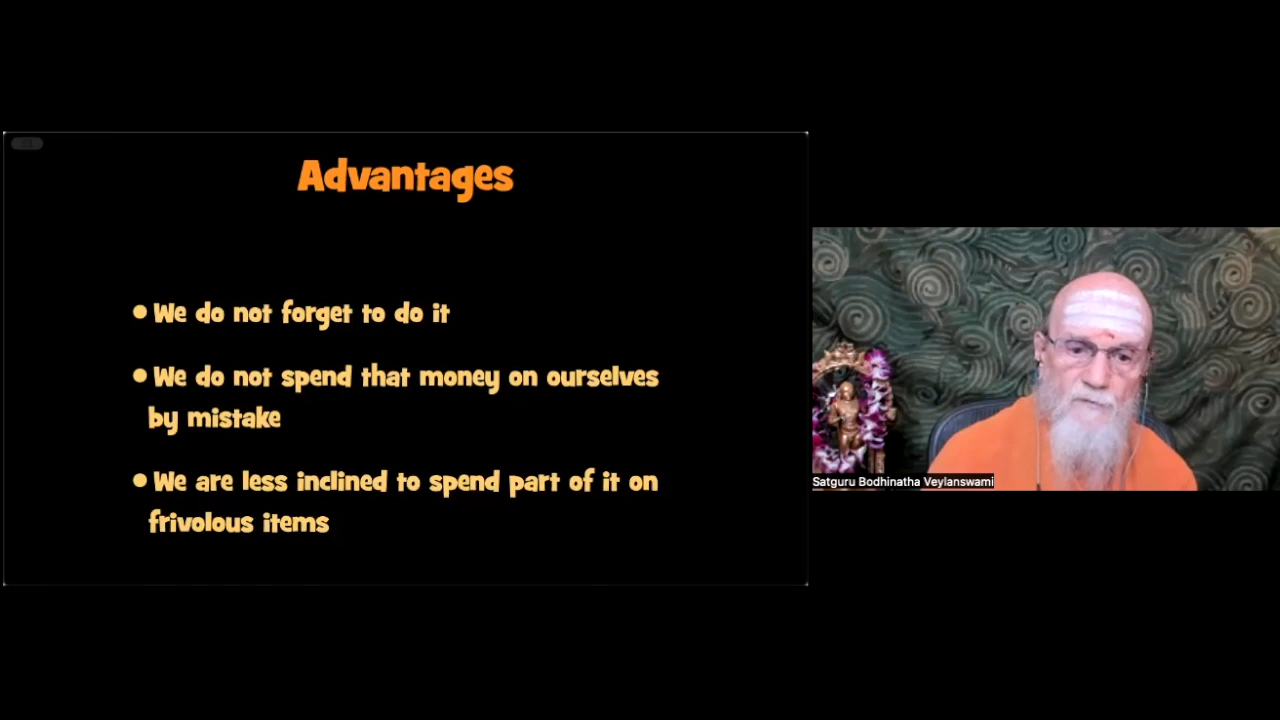 Advantages
•We do not forget to do it
•We do not spend that money on ourselves
by mistake
•We are less inclined to spend part of it on
frivolous items
Satguru Bodhinatha Veylanswami